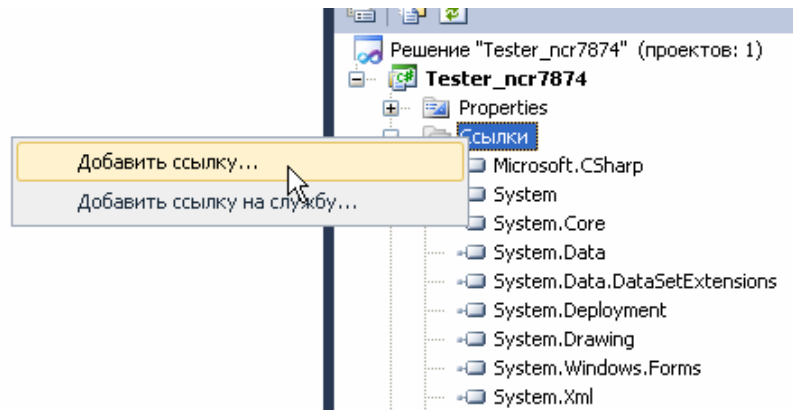 Решение "Tester_ncr7874" (проектов: 1)
Tester_ncr7874
Properties
Ссылки
Добавить ссылку...
Добавить ссылку на службу...
Microsoft.CSharp
System
System.Core
System.Data
System.Data.DataSetExtensions
System.Deployment
System.Drawing
System.Windows.Forms
System.Xml